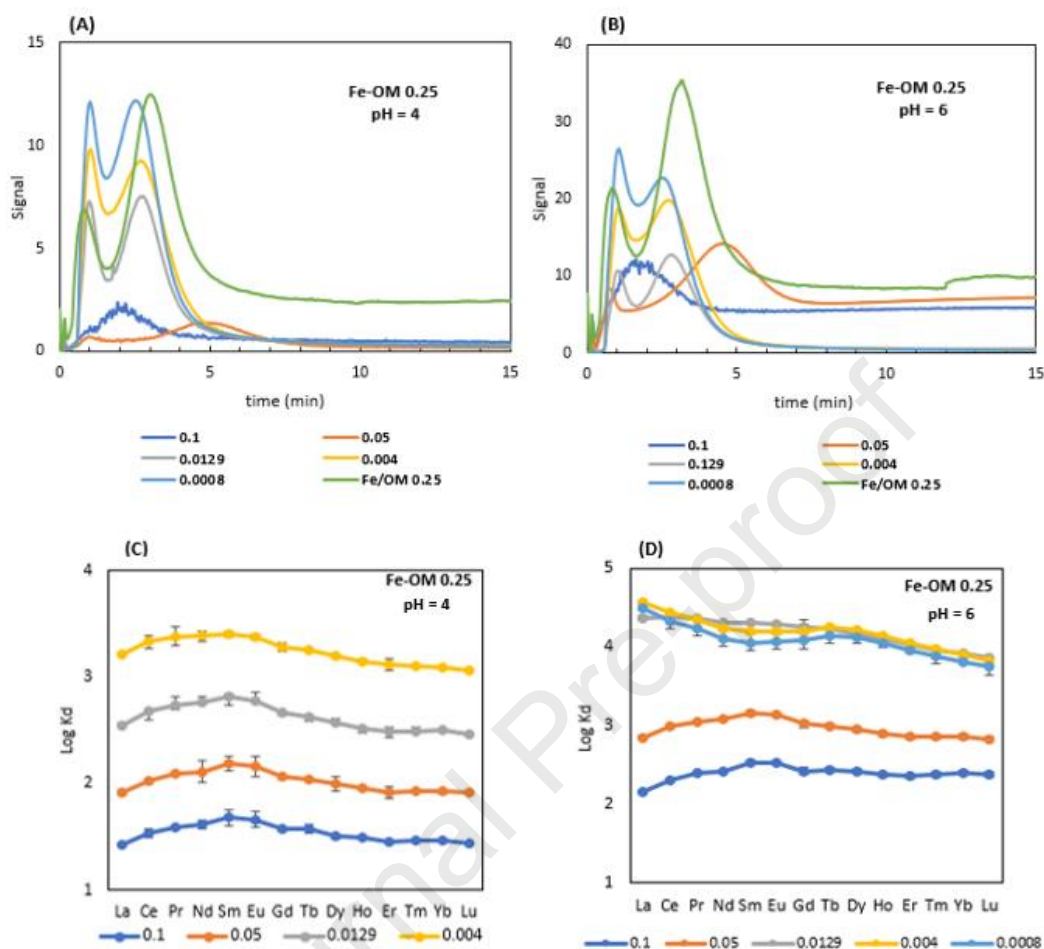 (A)
15
10
5
0
Signal
Fe-OM 0.25
pH = 4
0 5 10 15
time (min)
0.1 0.05
0.0129 0.004
0.0008 Fe/OM 0.25
(B)
40
30
20
10
0
Signal
Fe-OM 0.25
pH = 6
0 5 10 15
time (min)
0.1 0.05
0.129 0.004
0.0008 Fe/OM 0.25
(C)
4
3
2
1
Log Kd
Fe-OM 0.25
pH = 4
La Ce Pr Nd Sm Eu Gd Tb Dy Ho Er Tm Yb Lu
0.1 0.05 0.0129 0.004
(D)
5
4
3
2
1
Log Kd
Fe-OM 0.25
pH = 6
La Ce Pr Nd Sm Eu Gd Tb Dy Ho Er Tm Yb Lu
0.1 0.05 0.0129 0.004 0.0008
urnal Pre-proof